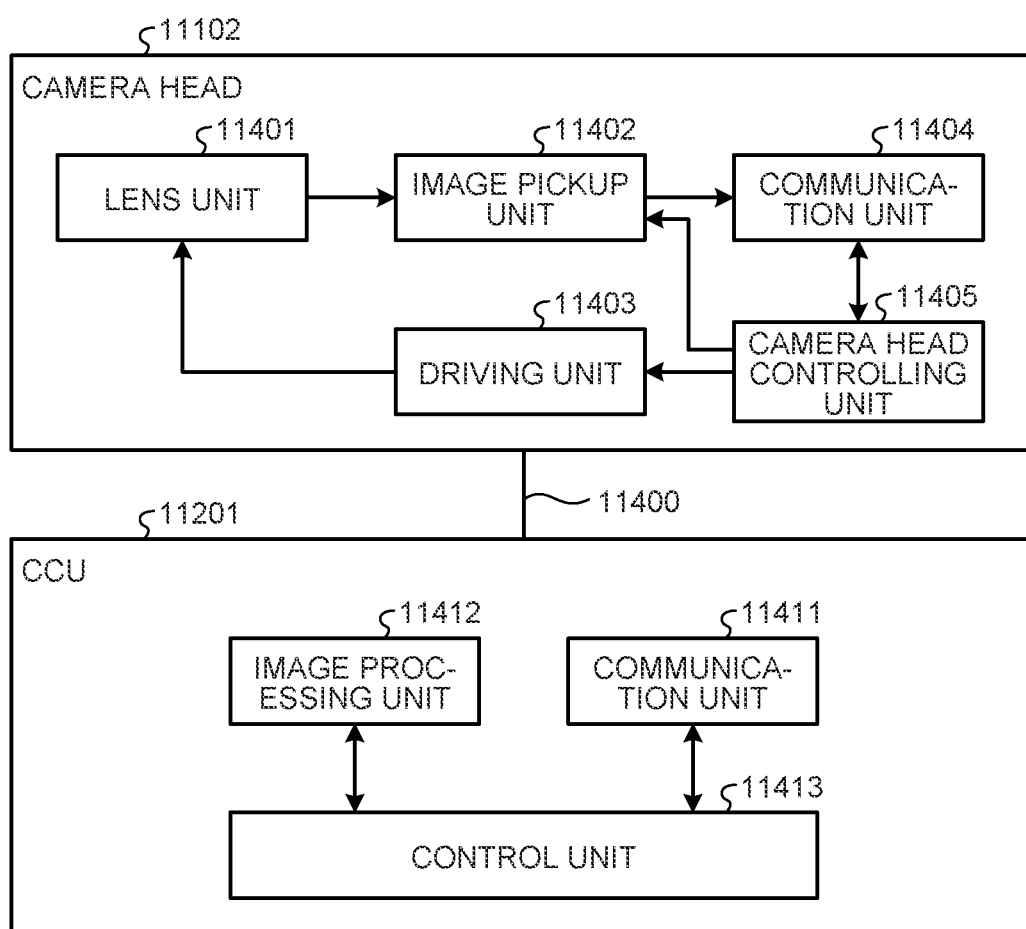 11102
CAMERA HEAD
11401
LENS UNIT
11402
IMAGE PICKUP
UNIT
11404
COMMUNICA-
TION UNIT
11403
DRIVING UNIT
11405
CAMERA HEAD
CONTROLLING
UNIT
11400
11201
CCU
11412
IMAGE PROC-
ESSING UNIT
11411
COMMUNICA-
TION UNIT
11413
CONTROL UNIT